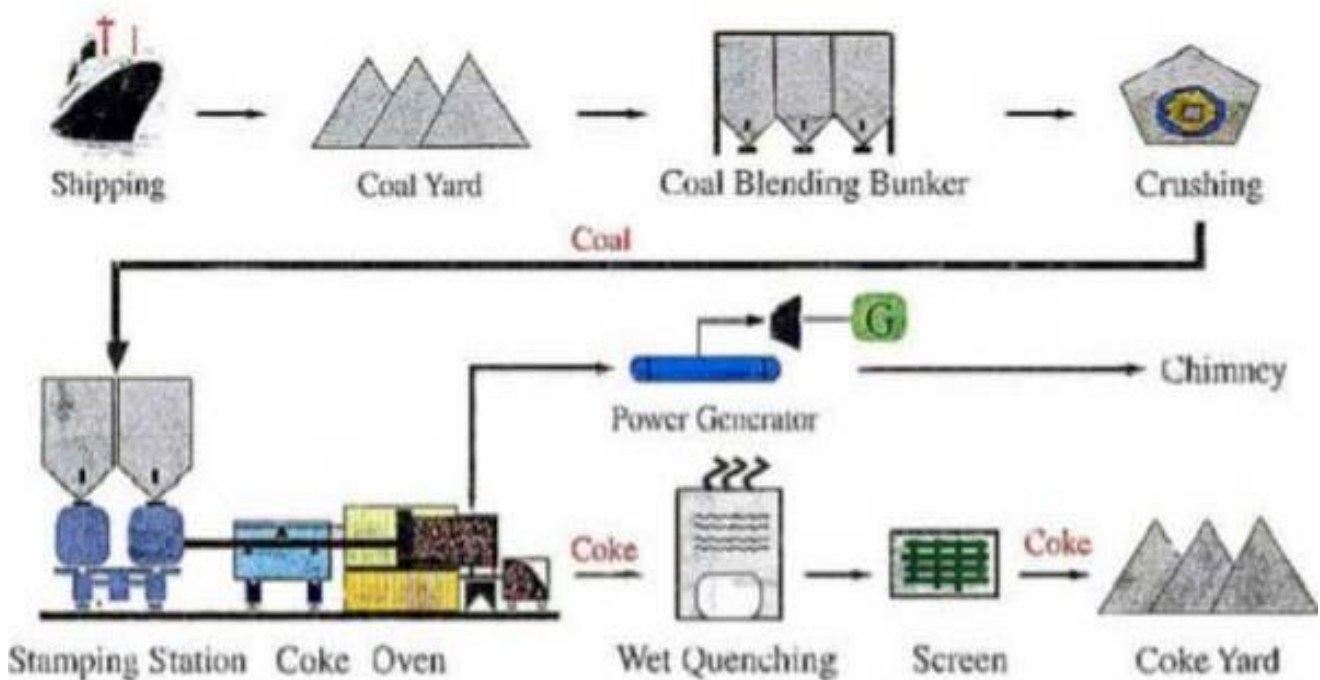 Shipping
Coal Yard
Coal Blending Bunker
Crushing
Coal
G
Chimney
Power Generator
Coke
Coke
Stamping Station
Coke Oven
Wet Quenching
Screen
Coke Yard